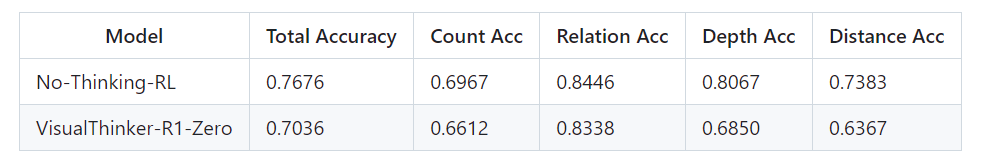 Model Total Accuracy Count Acc Relation Acc Depth Acc Distance Acc
No-Thinking-RL 0.7676 0.6967 0.8446 0.8067 0.7383
VisualThinker-R1-Zero 0.7036 0.6612 0.8338 0.6850 0.6367